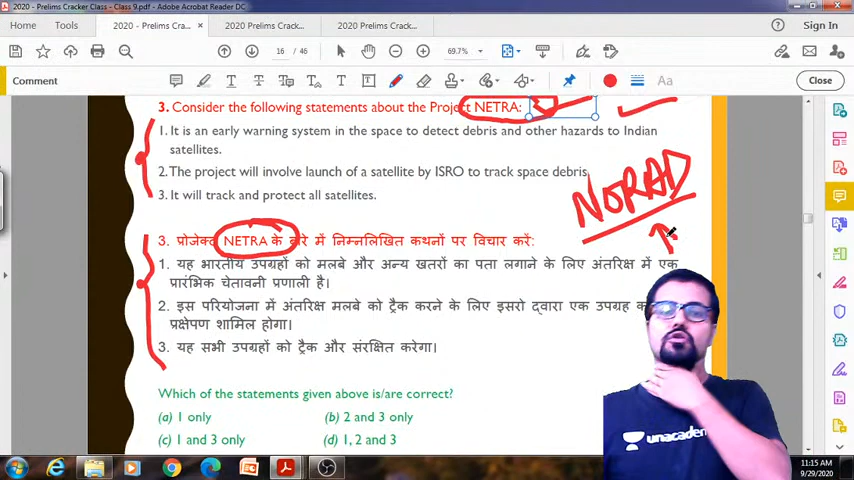 2020 - Prelims Cracker Class - Class 9.pdf - Adobe Acrobat Reader DC
Home Tools 2020 - Prelims Cr... × 2020 - Prelims Crack... 2020 - Prelims Crack... Sign In
16 / 46 69.7%
Comment Aa Close
3. Consider the following statements about the Project NETRA:
1. It is an early warning system in the space to detect debris and other hazards to Indian
satellites.
2. The project will involve launch of a satellite by ISRO to track space debris.
3. It will track and protect all satellites.
NORAD
3. प्रोजेक्ट NETRA के बारे में निम्नलिखित कथनों पर विचार करें:
1. यह भारतीय उपग्रहों को मलबे और अन्य खतरों का पता लगाने के लिए अंतरिक्ष में एक
प्रारंभिक चेतावनी प्रणाली है।
2. इस परियोजना में अंतरिक्ष मलबे को ट्रैक करने के लिए इसरो द्वारा एक उपग्रह
प्रक्षेपण शामिल होगा।
3. यह सभी उपग्रहों को ट्रैक और संरक्षित करेगा।
Which of the statements given above is/are correct?
(a) 1 only (b) 2 and 3 only
(c) 1 and 3 only (d) 1, 2 and 3
unacademy
11:15 AM
9/29/2020